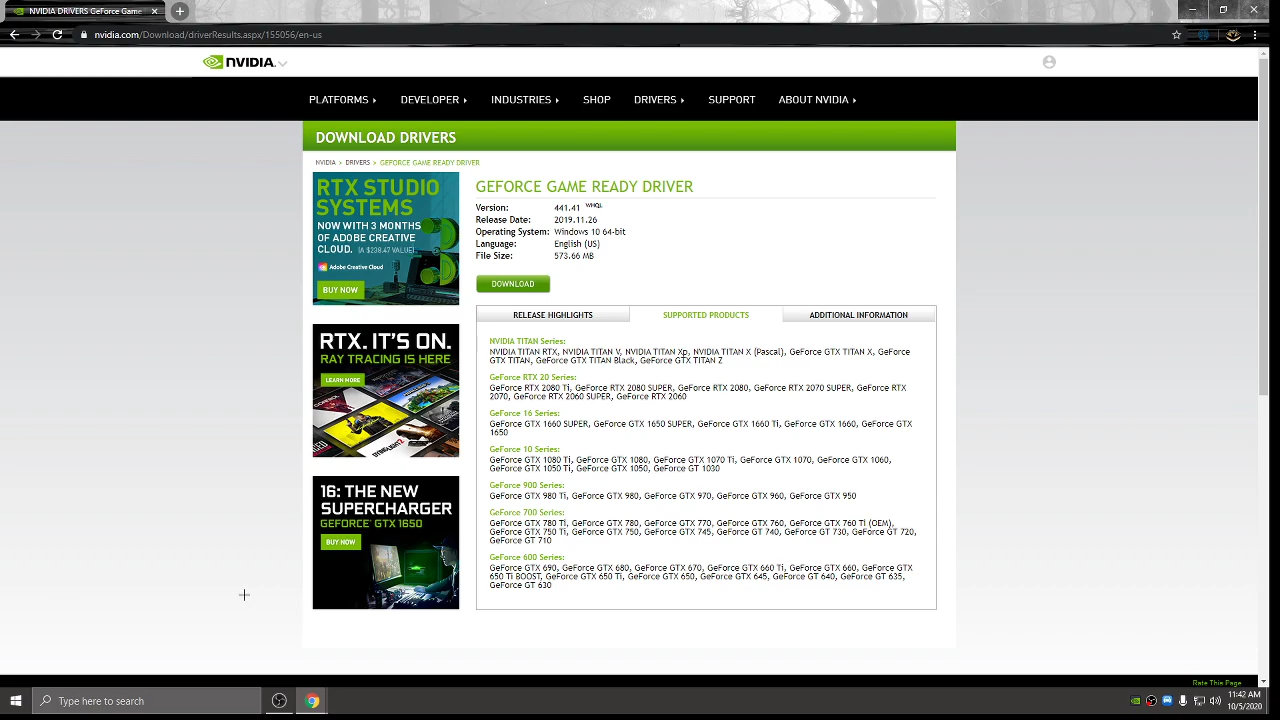 NVIDIA DRIVERS GeForce Game
nvidia.com/Download/driverResults.aspx/155056/en-us
NVIDIA.
PLATFORMS DEVELOPER INDUSTRIES SHOP DRIVERS SUPPORT ABOUT NVIDIA
DOWNLOAD DRIVERS
NVIDIA > DRIVERS > GEFORCE GAME READY DRIVER
RTX STUDIO
SYSTEMS
NOW WITH 3 MONTHS
OF ADOBE CREATIVE
CLOUD. (A $238.47 VALUE)
Adobe Creative Cloud
BUY NOW
GEFORCE GAME READY DRIVER
Version: 441.41 WHQL
Release Date: 2019.11.26
Operating System: Windows 10 64-bit
Language: English (US)
File Size: 573.66 MB
DOWNLOAD
RELEASE HIGHLIGHTS SUPPORTED PRODUCTS ADDITIONAL INFORMATION
NVIDIA TITAN Series:
NVIDIA TITAN RTX, NVIDIA TITAN V, NVIDIA TITAN Xp, NVIDIA TITAN X (Pascal), GeForce GTX TITAN X, GeForce
GTX TITAN, GeForce GTX TITAN Black, GeForce GTX TITAN Z
GeForce RTX 20 Series:
GeForce RTX 2080 Ti, GeForce RTX 2080 SUPER, GeForce RTX 2080, GeForce RTX 2070 SUPER, GeForce RTX
2070, GeForce RTX 2060 SUPER, GeForce RTX 2060
GeForce 16 Series:
GeForce GTX 1660 SUPER, GeForce GTX 1650 SUPER, GeForce GTX 1660 Ti, GeForce GTX 1660, GeForce GTX
1650
GeForce 10 Series:
GeForce GTX 1080 Ti, GeForce GTX 1080, GeForce GTX 1070 Ti, GeForce GTX 1070, GeForce GTX 1060,
GeForce GTX 1050 Ti, GeForce GTX 1050, GeForce GT 1030
GeForce 900 Series:
GeForce GTX 980 Ti, GeForce GTX 980, GeForce GTX 970, GeForce GTX 960, GeForce GTX 950
GeForce 700 Series:
GeForce GTX 780 Ti, GeForce GTX 780, GeForce GTX 770, GeForce GTX 760, GeForce GTX 760 Ti (OEM),
GeForce GTX 750 Ti, GeForce GTX 750, GeForce GTX 745, GeForce GT 740, GeForce GT 730, GeForce GT 720,
GeForce GT 710
GeForce 600 Series:
GeForce GTX 690, GeForce GTX 680, GeForce GTX 670, GeForce GTX 660 Ti, GeForce GTX 660, GeForce GTX
650 Ti BOOST, GeForce GTX 650 Ti, GeForce GTX 650, GeForce GTX 645, GeForce GT 640, GeForce GT 635,
GeForce GT 630
RTX. IT'S ON.
RAY TRACING IS HERE
LEARN MORE
16: THE NEW
SUPERCHARGER
GEFORCE® GTX 1650
BUY NOW
Rate This Page
Type here to search
11:42 AM
10/5/2020